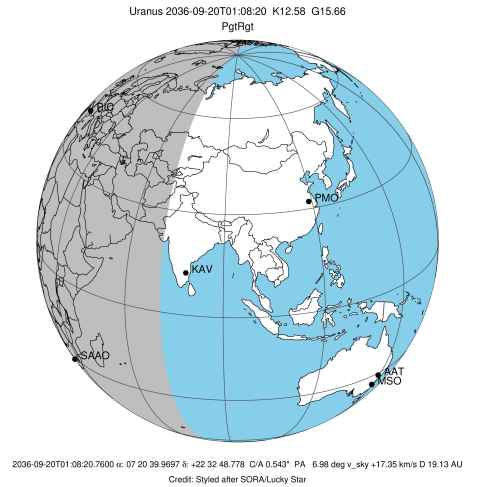 Uranus 2036-09-20T01:08:20 K12.58 G15.66
PgtRgt
PIC
PMO
KAV
SAAO
AAT
MSO
2036-09-20T01:08:20.7600 α: 07 20 39.9697 δ: +22 32 48.778 C/A 0.543" PA 6.98 deg v_sky +17.35 km/s D 19.13 AU
Credit: Styled after SORA/Lucky Star